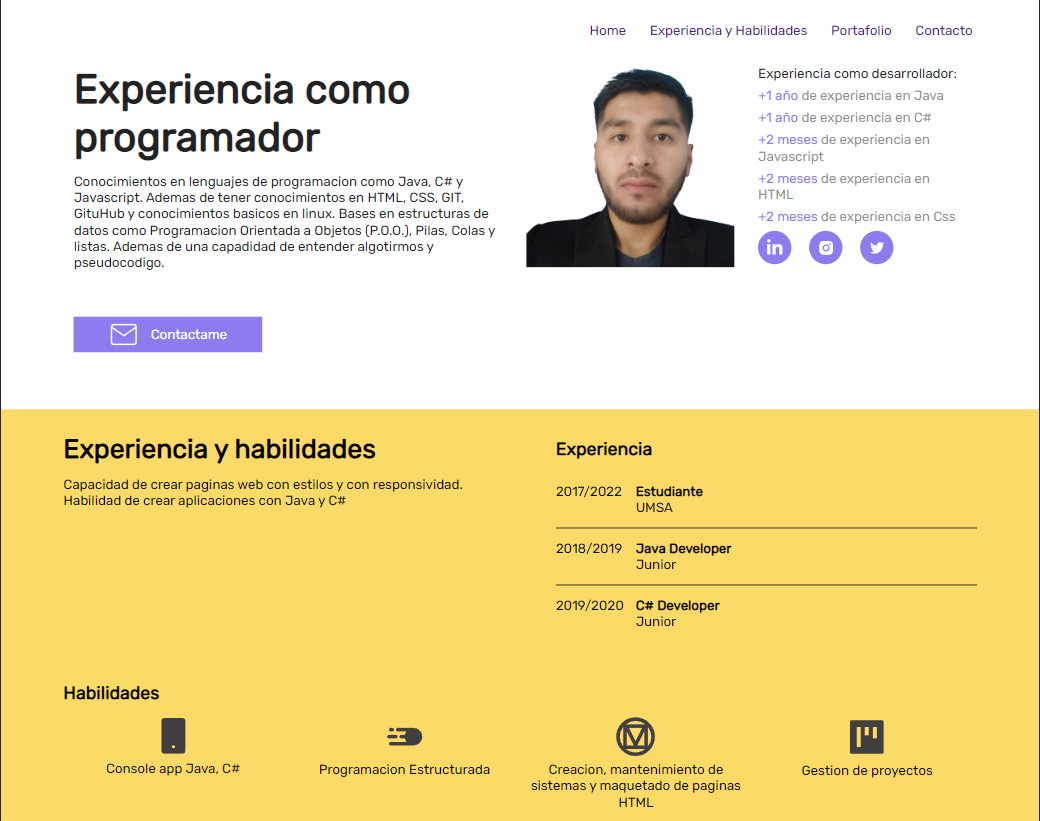 Home Experiencia y Habilidades Portafolio Contacto
Experiencia como
programador
Conocimientos en lenguajes de programacion como Java, C# y
Javascript. Ademas de tener conocimientos en HTML, CSS, GIT,
GituHub y conocimientos basicos en linux. Bases en estructuras de
datos como Programacion Orientada a Objetos (P.O.O.), Pilas, Colas y
listas. Ademas de una capadidad de entender algotirmos y
pseudocodigo.
Contactame
Experiencia como desarrollador:
+1 año de experiencia en Java
+1 año de experiencia en C#
+2 meses de experiencia en
Javascript
+2 meses de experiencia en
HTML
+2 meses de experiencia en Css
in
Experiencia y habilidades
Capacidad de crear paginas web con estilos y con responsividad.
Habilidad de crear aplicaciones con Java y C#
Experiencia
2017/2022 Estudiante
UMSA
2018/2019 Java Developer
Junior
2019/2020 C# Developer
Junior
Habilidades
Console app Java, C#
Programacion Estructurada
Creacion, mantenimiento de
sistemas y maquetado de paginas
HTML
Gestion de proyectos